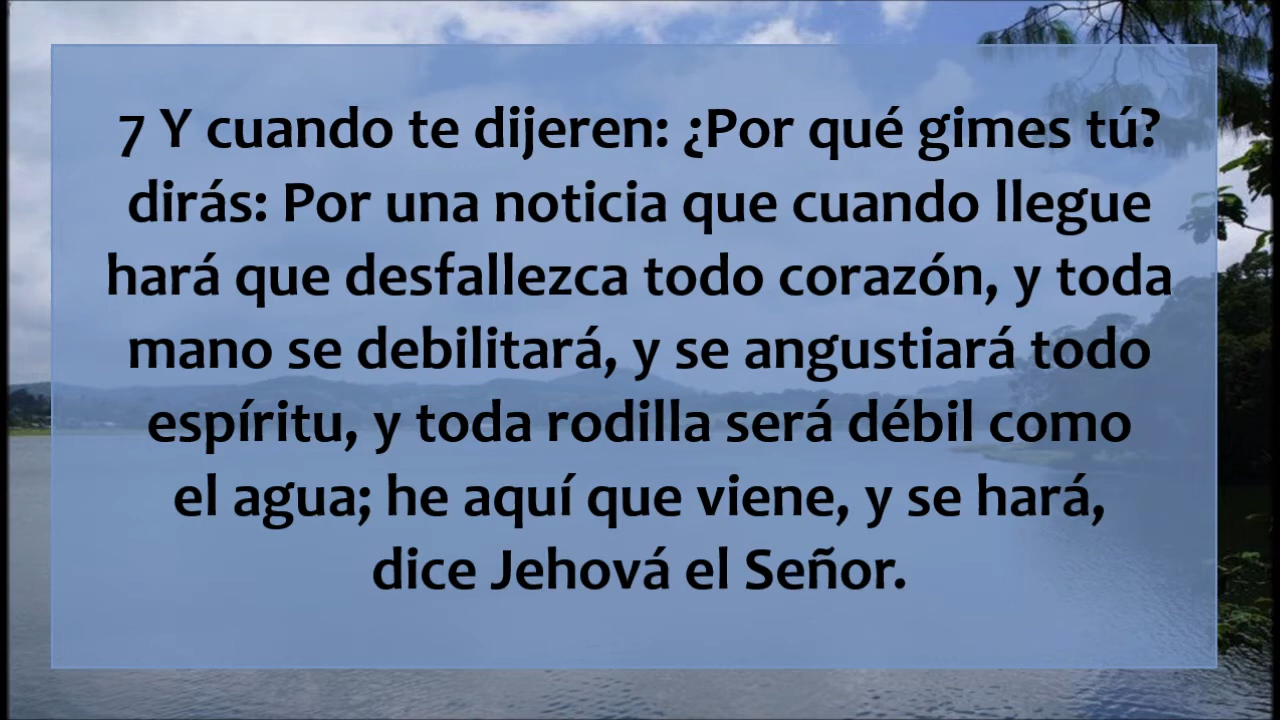 7 Y cuando te dijeren: ¿Por qué gimes tú?
dirás: Por una noticia que cuando llegue
hará que desfallezca todo corazón, y toda
mano se debilitará, y se angustiará todo
espíritu, y toda rodilla será débil como
el agua; he aquí que viene, y se hará,
dice Jehová el Señor.